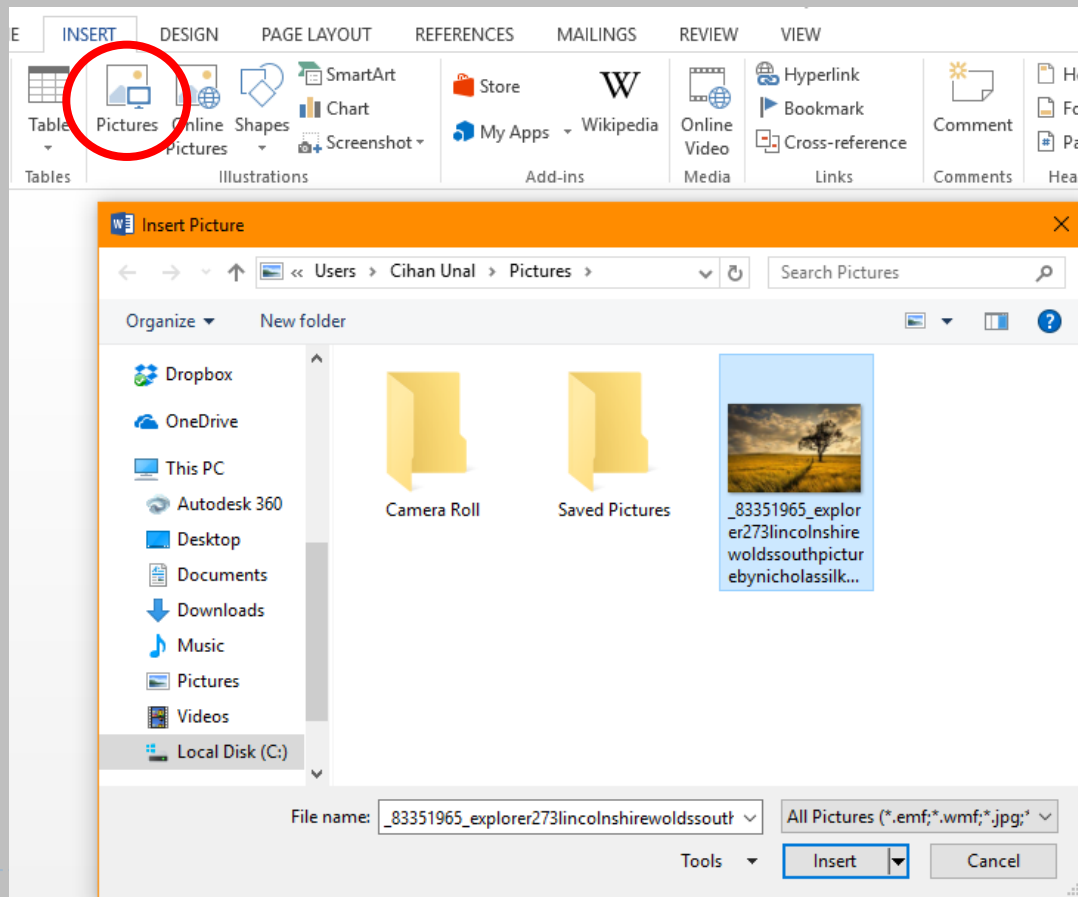 E INSERT DESIGN PAGE LAYOUT REFERENCES MAILINGS REVIEW VIEW
Table
Pictures
Online
Pictures
Shapes
SmartArt
Chart
Screenshot
Store
My Apps
W
Wikipedia
Online
Video
Hyperlink
Bookmark
Cross-reference
Comment
He
Fo
# Pa
Tables Illustrations Add-ins Media Links Comments Hea
Insert Picture
« Users > Cihan Unal > Pictures >
Search Pictures
Organize New folder
?
Dropbox
OneDrive
This PC
Autodesk 360
Desktop
Documents
Downloads
Music
Pictures
Videos
Local Disk (C:)
Camera Roll
Saved Pictures
_83351965_explor
er273lincolnshire
woldssouthpictur
ebynicholassilk...
File name: _83351965_explorer273lincolnshirewoldssouth
All Pictures (*.emf;*.wmf;*.jpg;*
Tools Insert Cancel